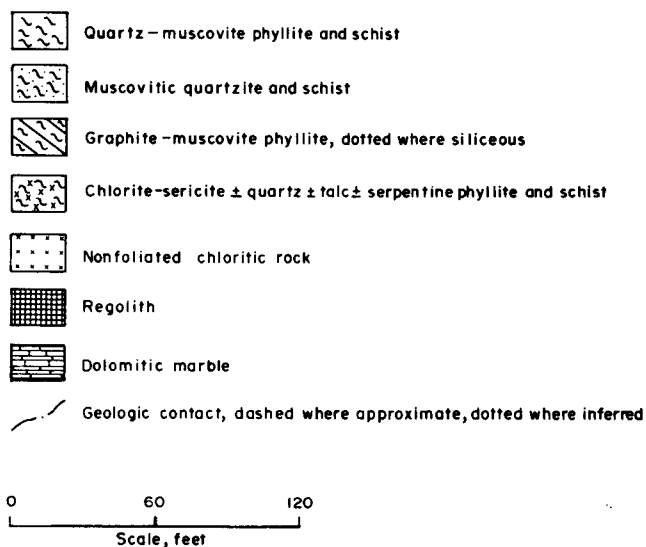 Quartz-muscovite phyllite and schist
Muscovitic quartzite and schist
Graphite-muscovite phyllite, dotted where siliceous
Chlorite-sericite ± quartz ± talc ± serpentine phyllite and schist
Nonfoliated chloritic rock
Regolith
Dolomitic marble
Geologic contact, dashed where approximate, dotted where inferred
0 60 120
Scale, feet